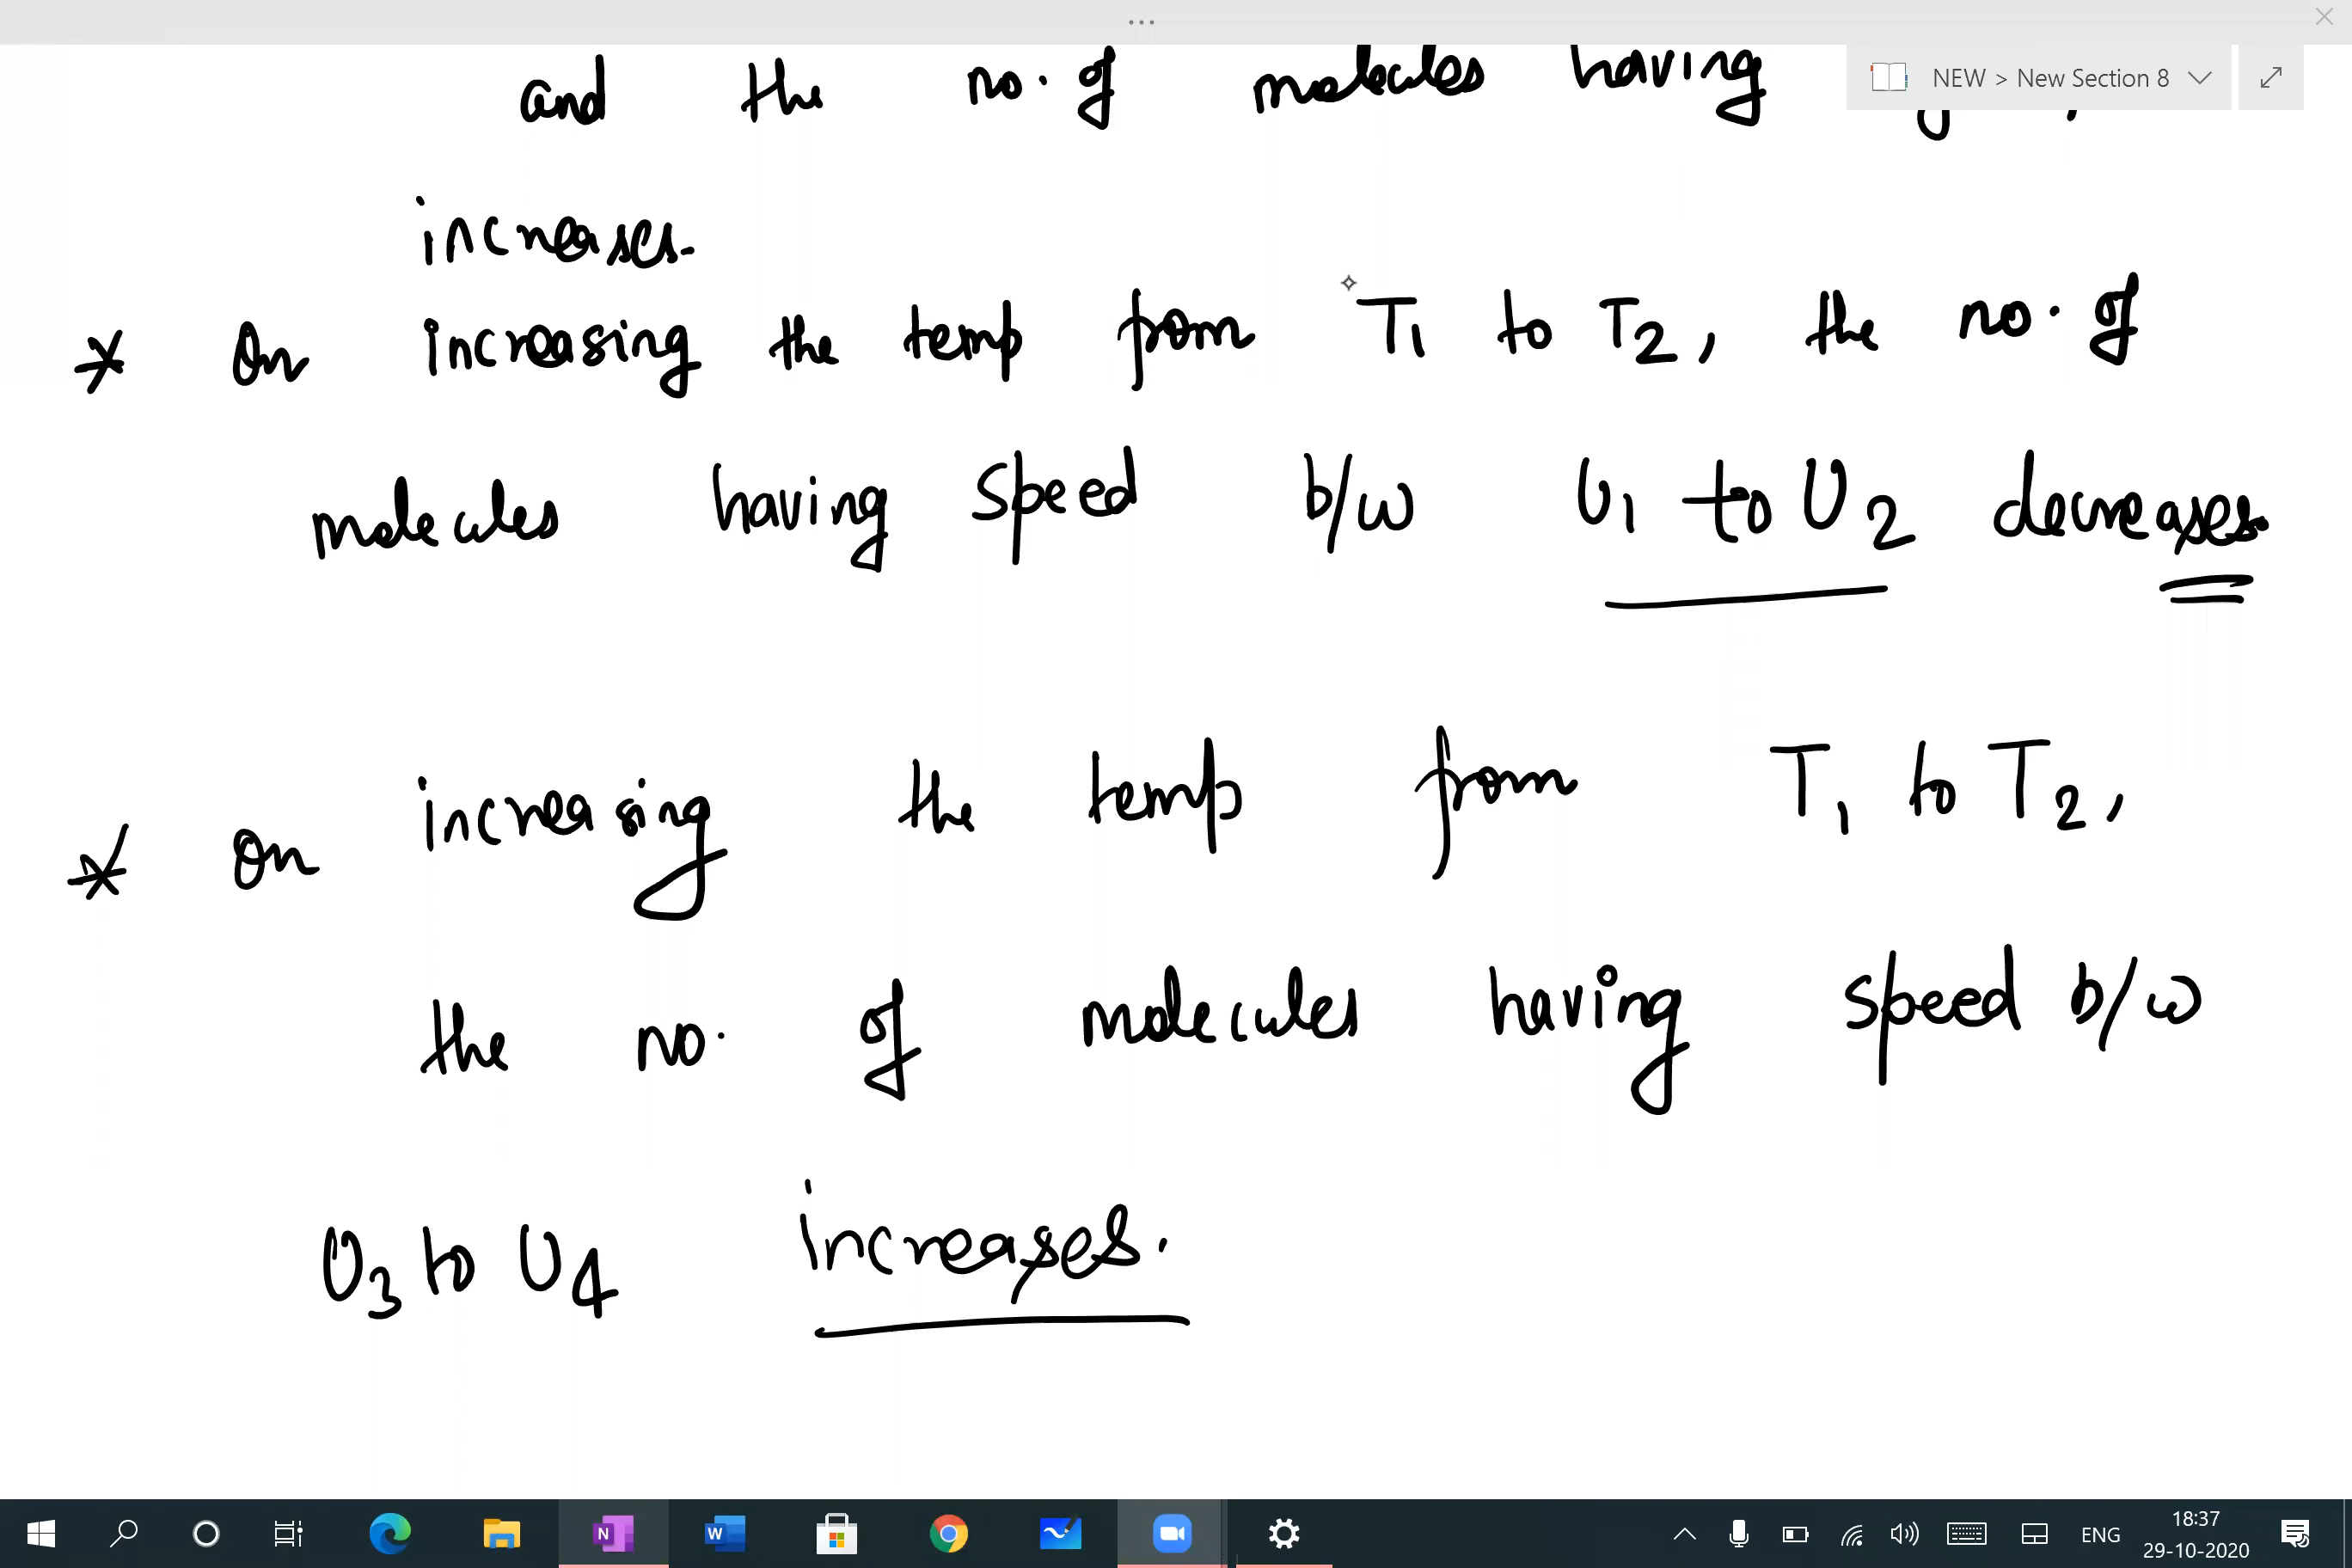 ...
NEW > New Section 8
and the no. of molecules having
increases.
* On increasing the temp from T1 to T2, the no. of
molecules having speed b/w U1 to U2 decreases
* On increasing the temp from T1 to T2,
the no. of molecules having speed b/w
U3 to U4 increases.
ENG
18:37
29-10-2020